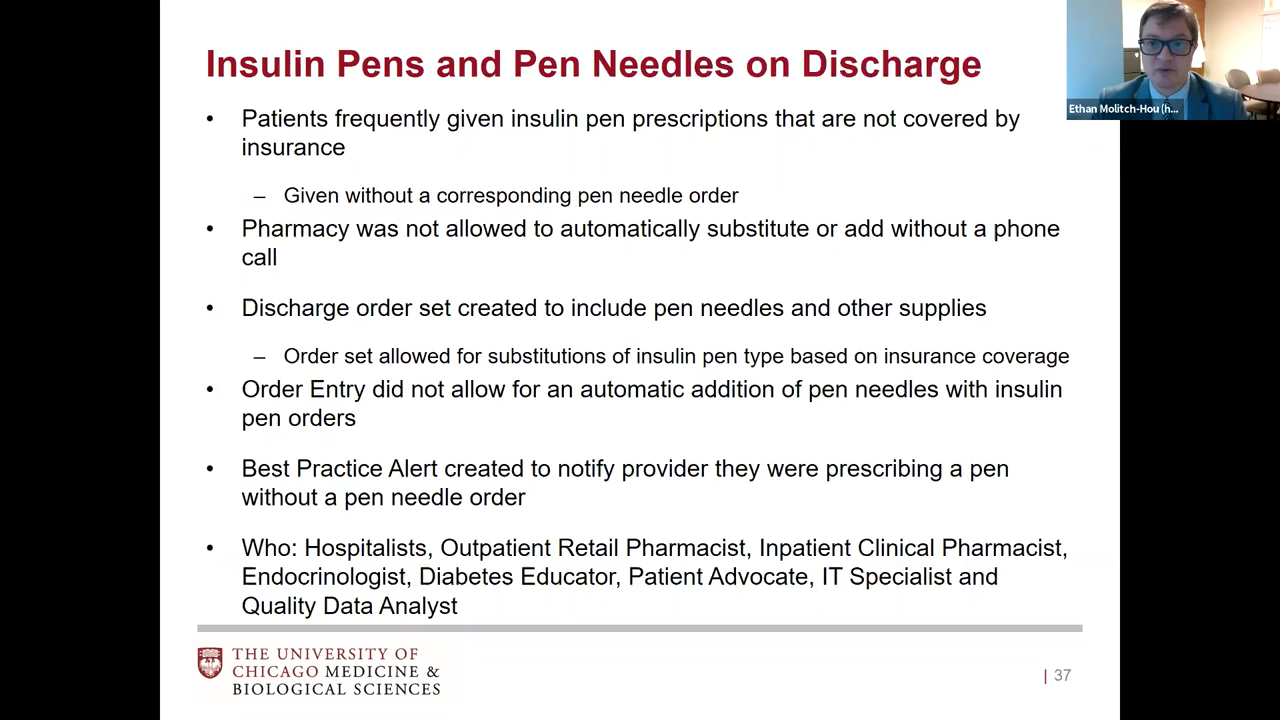 Insulin Pens and Pen Needles on Discharge
Ethan Molitch-Hou (h...
• Patients frequently given insulin pen prescriptions that are not covered by
insurance
– Given without a corresponding pen needle order
• Pharmacy was not allowed to automatically substitute or add without a phone
call
• Discharge order set created to include pen needles and other supplies
– Order set allowed for substitutions of insulin pen type based on insurance coverage
• Order Entry did not allow for an automatic addition of pen needles with insulin
pen orders
• Best Practice Alert created to notify provider they were prescribing a pen
without a pen needle order
• Who: Hospitalists, Outpatient Retail Pharmacist, Inpatient Clinical Pharmacist,
Endocrinologist, Diabetes Educator, Patient Advocate, IT Specialist and
Quality Data Analyst
THE UNIVERSITY OF
CHICAGO MEDICINE &
BIOLOGICAL SCIENCES
| 37